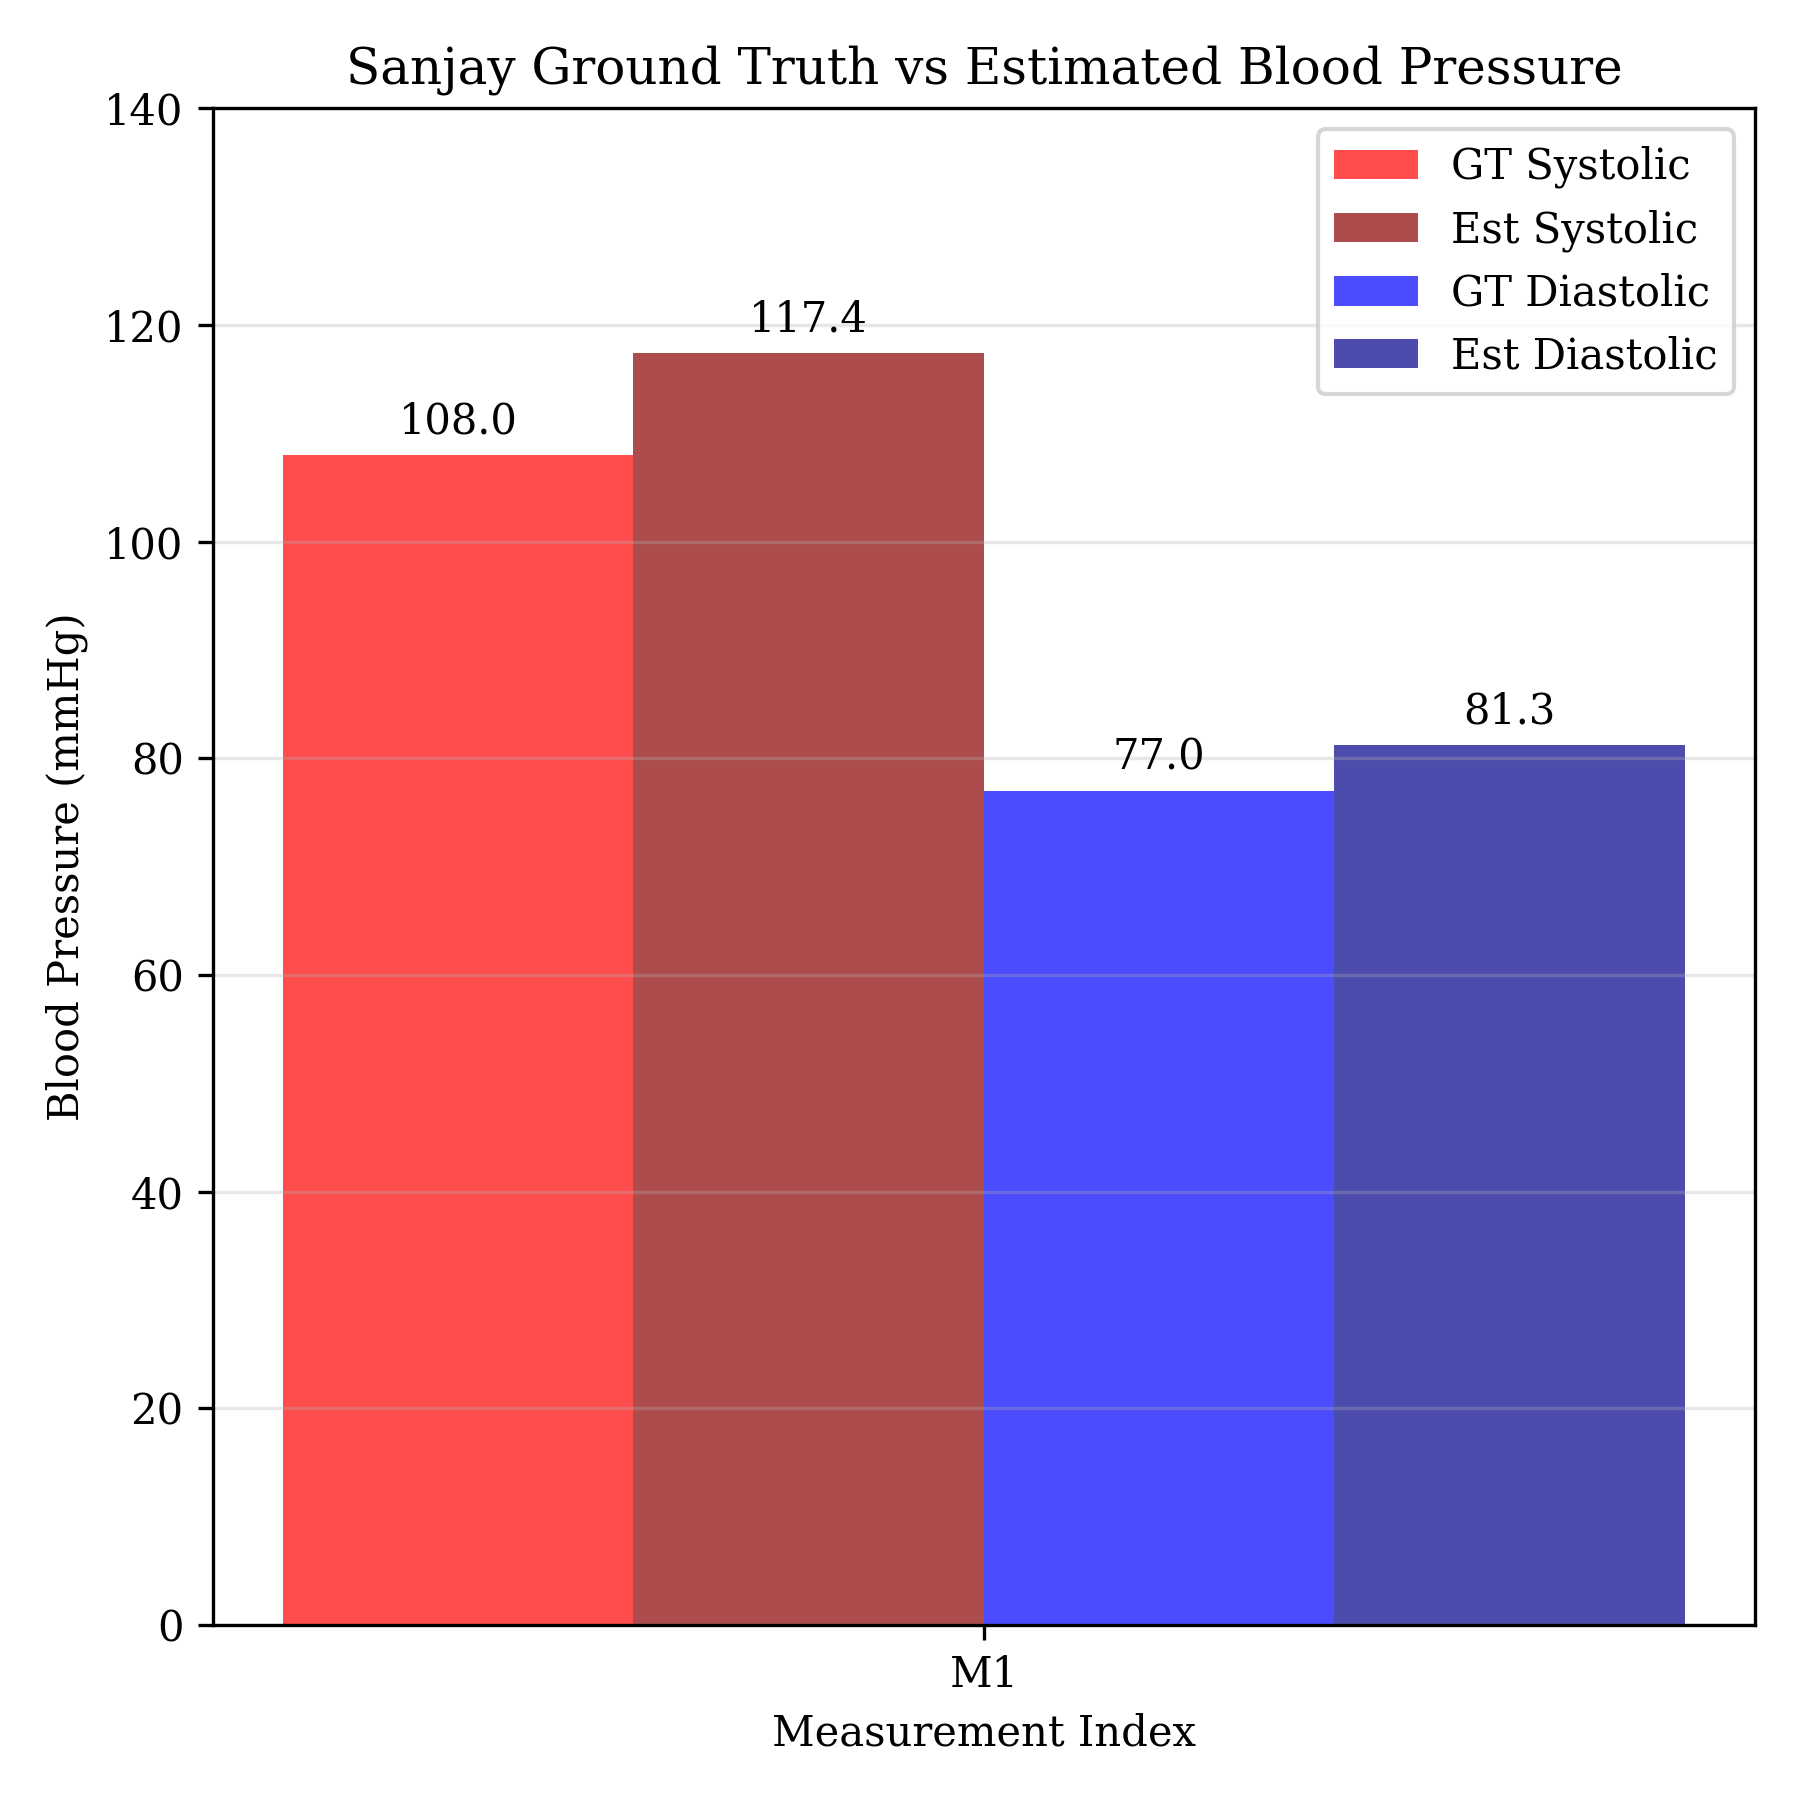 Sanjay Ground Truth vs Estimated Blood Pressure
140
120
100
80
60
40
20
0
Blood Pressure (mmHg)
GT Systolic
Est Systolic
GT Diastolic
Est Diastolic
108.0
117.4
77.0
81.3
M1
Measurement Index